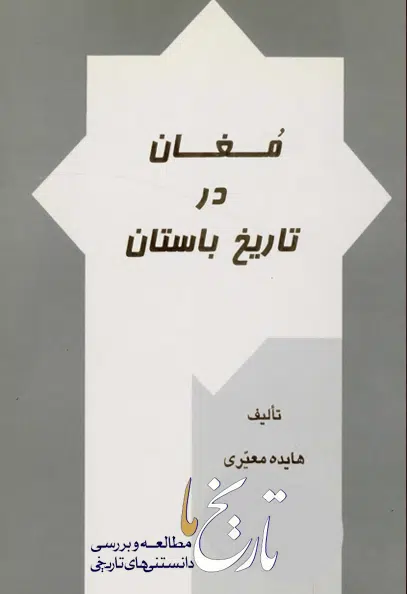 مُغان
در
تاریخ باستان
تألیف
هایده معیّری
تاریخ ما
مطالعه و بررسی
دانستنی‌های تاریخی